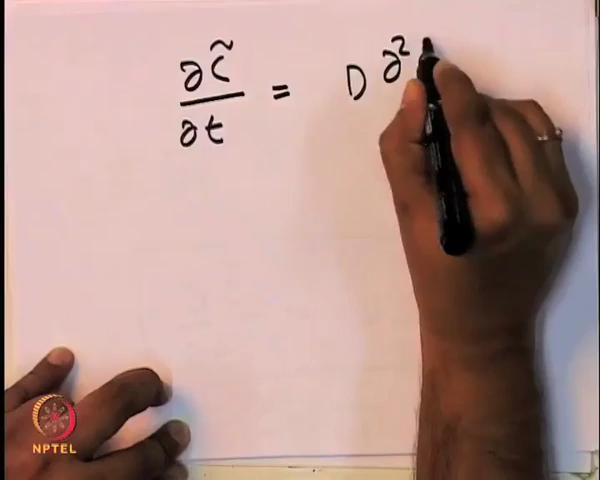 ∂c̃/∂t = D ∂²
NPTEL